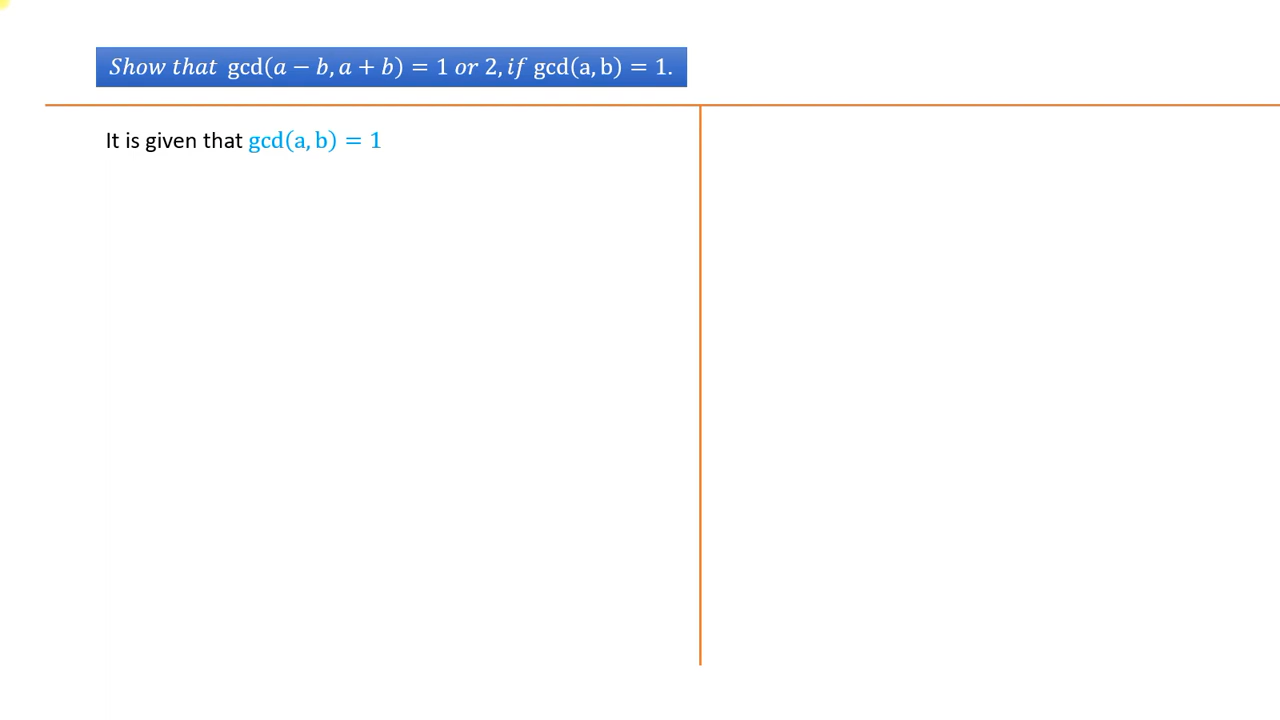 Show that gcd(a − b, a + b) = 1 or 2, if gcd(a, b) = 1.
It is given that gcd(a, b) = 1